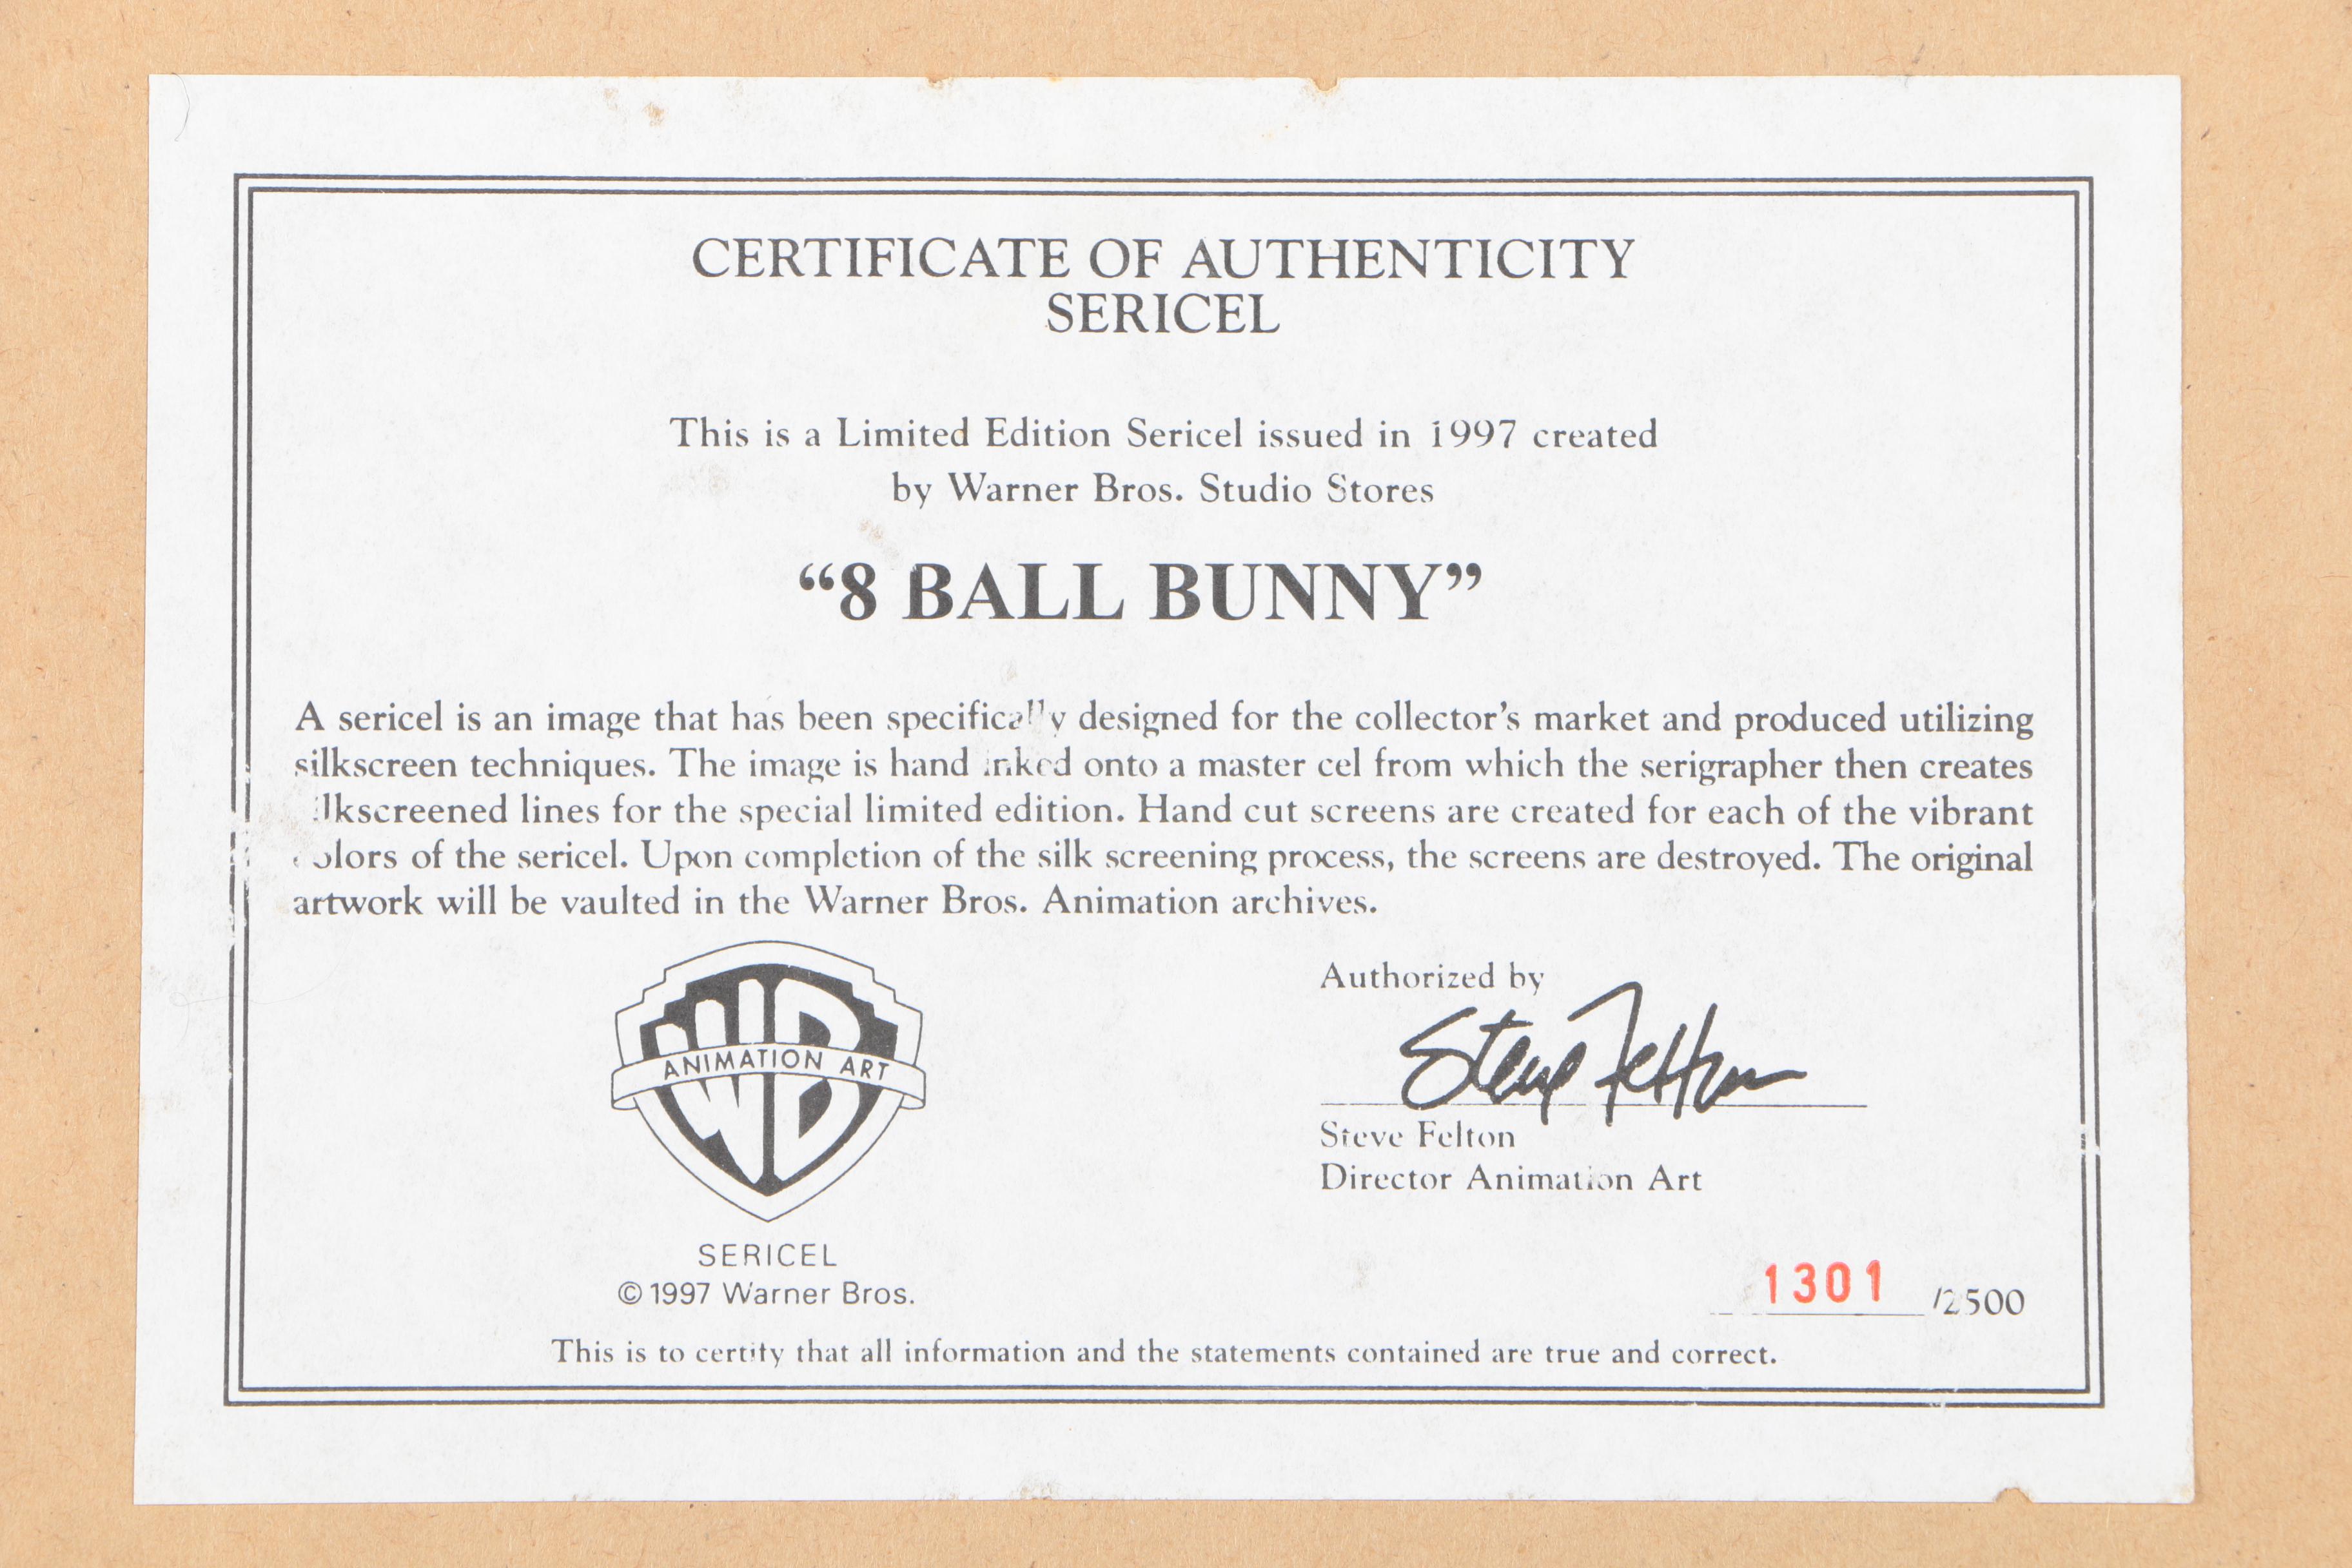 CERTIFICATE OF AUTHENTICITY
SERICEL
This is a Limited Edition Sericel issued in 1997 created
by Warner Bros. Studio Stores
“8 BALL BUNNY”
A sericel is an image that has been specifically designed for the collector’s market and produced utilizing
silkscreen techniques. The image is hand inked onto a master cel from which the serigrapher then creates
silkscreened lines for the special limited edition. Hand cut screens are created for each of the vibrant
colors of the sericel. Upon completion of the silk screening process, the screens are destroyed. The original
artwork will be vaulted in the Warner Bros. Animation archives.
WB
ANIMATION ART
SERICEL
© 1997 Warner Bros.
Authorized by
Steve Felton
Steve Felton
Director Animation Art
1301 /2500
This is to certify that all information and the statements contained are true and correct.